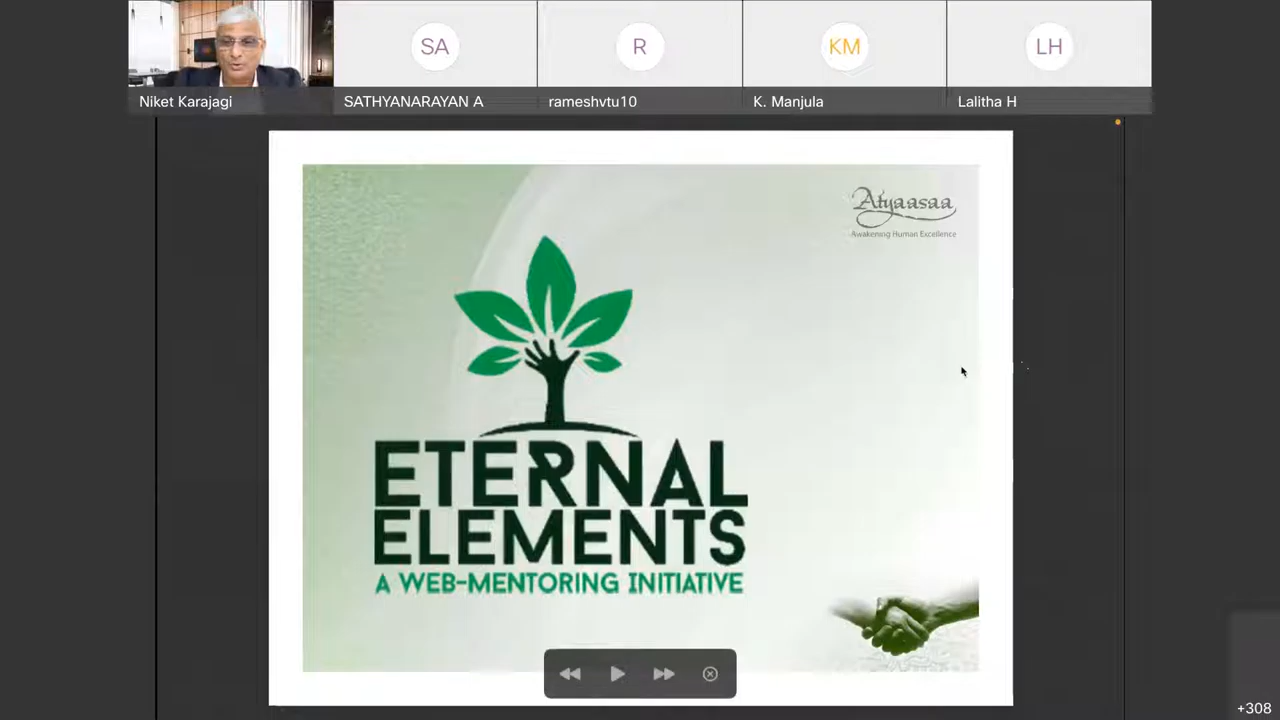 SA
R
KM
LH
Niket Karajagi
SATHYANARAYAN A
rameshvtu10
K. Manjula
Lalitha H
Atyaasaa
Awakening Human Excellence
ETERNAL
ELEMENTS
A WEB-MENTORING INITIATIVE
+308